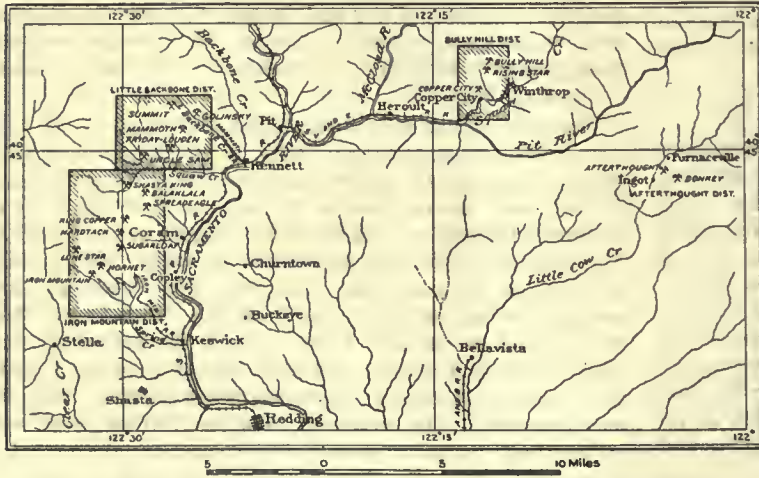 122°30'
122°15'
122°
BULLY HILL DIST.
Backbone Cr
McCloud R
BULLY HILL
RISING STAR
COPPER CITY
Copper City
Winthrop
LITTLE BACKBONE DIST.
SUMMIT
GOLINSKY
MAMMOTH
FRIDAY-LOUDEN
UNCLE SAM
Pit
Heroult
Squaw Cr
Pit River
RIVER
40
45
40
45
Kennett
Squaw Cr
SHASTA KING
BALAKLALA
SPREADEAGLE
AFTERTHOUGHT
Furnaceville
Ingot
DONKEY
AFTERTHOUGHT DIST.
KING COPPER
HARDTACK
Coram
SUGARLOAF
LONE STAR
HORNET
IRON MOUNTAIN
Copley
SACRAMENTO
Churntown
Little Cow Cr
IRON MOUNTAIN DIST.
Buckeye
Stella
Keswick
Bellavista
Clear Cr
Shasta
Redding
122°30'
122°15'
122°
5 0 5 10 Miles